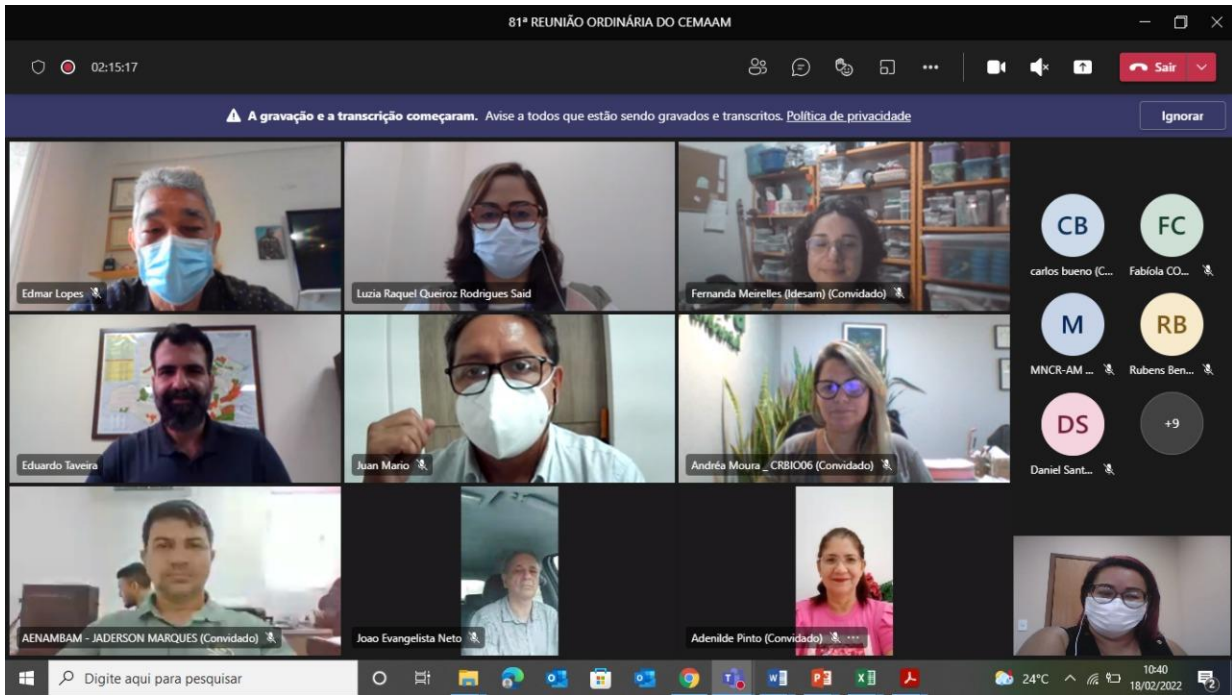 81ª REUNIÃO ORDINÁRIA DO CEMAAM
02:15:17
Sair
A gravação e a transcrição começaram. Avise a todos que estão sendo gravados e transcritos. Política de privacidade
Ignorar
Edmar Lopes
Luzia Raquel Queiroz Rodrigues Said
Fernanda Meirelles (Idesam) (Convidado)
CB
FC
carlos bueno (C...
Fabíola CO...
M
RB
MNCR-AM ...
Rubens Ben...
DS
+9
Daniel Sant...
Eduardo Taveira
Juan Mario
Andréa Moura _ CRBIO06 (Convidado)
AENAMBAM - JADERSON MARQUES (Convidado)
Joao Evangelista Neto
Adenilde Pinto (Convidado)
Digite aqui para pesquisar
24°C
10:40
18/02/2022
2